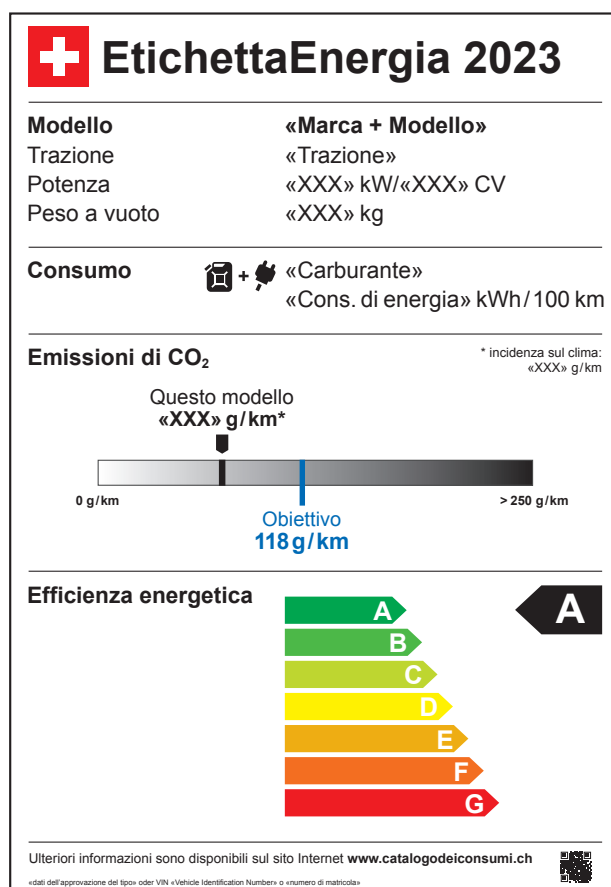 EtichettaEnergia 2023
Modello «Marca + Modello»
Trazione «Trazione»
Potenza «XXX» kW/«XXX» CV
Peso a vuoto «XXX» kg
Consumo + «Carburante»
«Cons. di energia» kWh/100 km
Emissioni di CO₂
* incidenza sul clima:
«XXX» g/km
Questo modello
«XXX» g/km*
0 g/km
> 250 g/km
Obiettivo
118 g/km
Efficienza energetica
A
A
B
C
D
E
F
G
Ulteriori informazioni sono disponibili sul sito Internet www.catalogodeiconsumi.ch
«dati dell'approvazione del tipo» oder VIN «Vehicle Identification Number» o «numero di matricola»